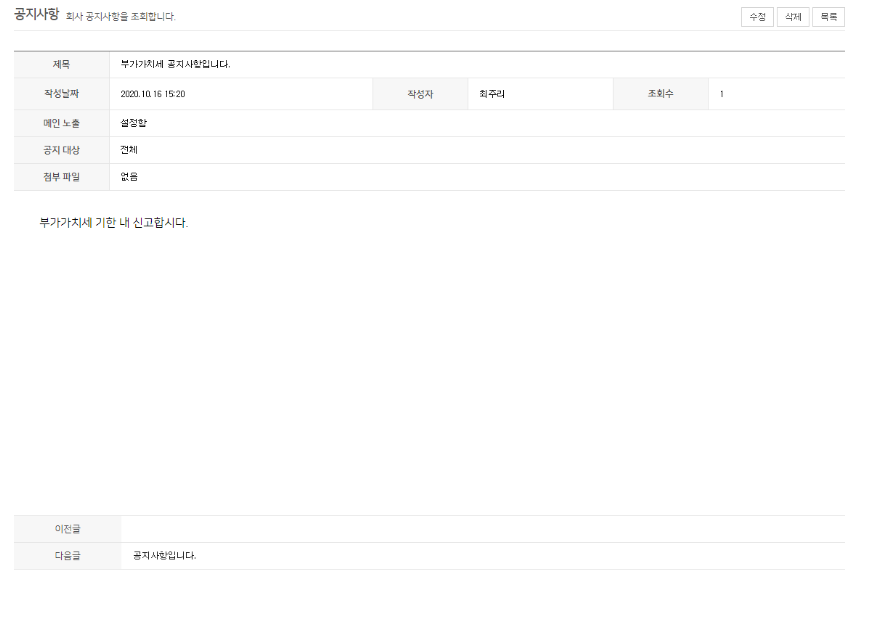 공지사항 회사 공지사항을 조회합니다.
수정 삭제 목록
제목 부가가치세 공지사항입니다.
작성날짜 2020.10.16 15:20 작성자 최주리 조회수 1
메인 노출 설정함
공지 대상 전체
첨부 파일 없음
부가가치세 기한 내 신고합시다.
이전글
다음글 공지사항입니다.